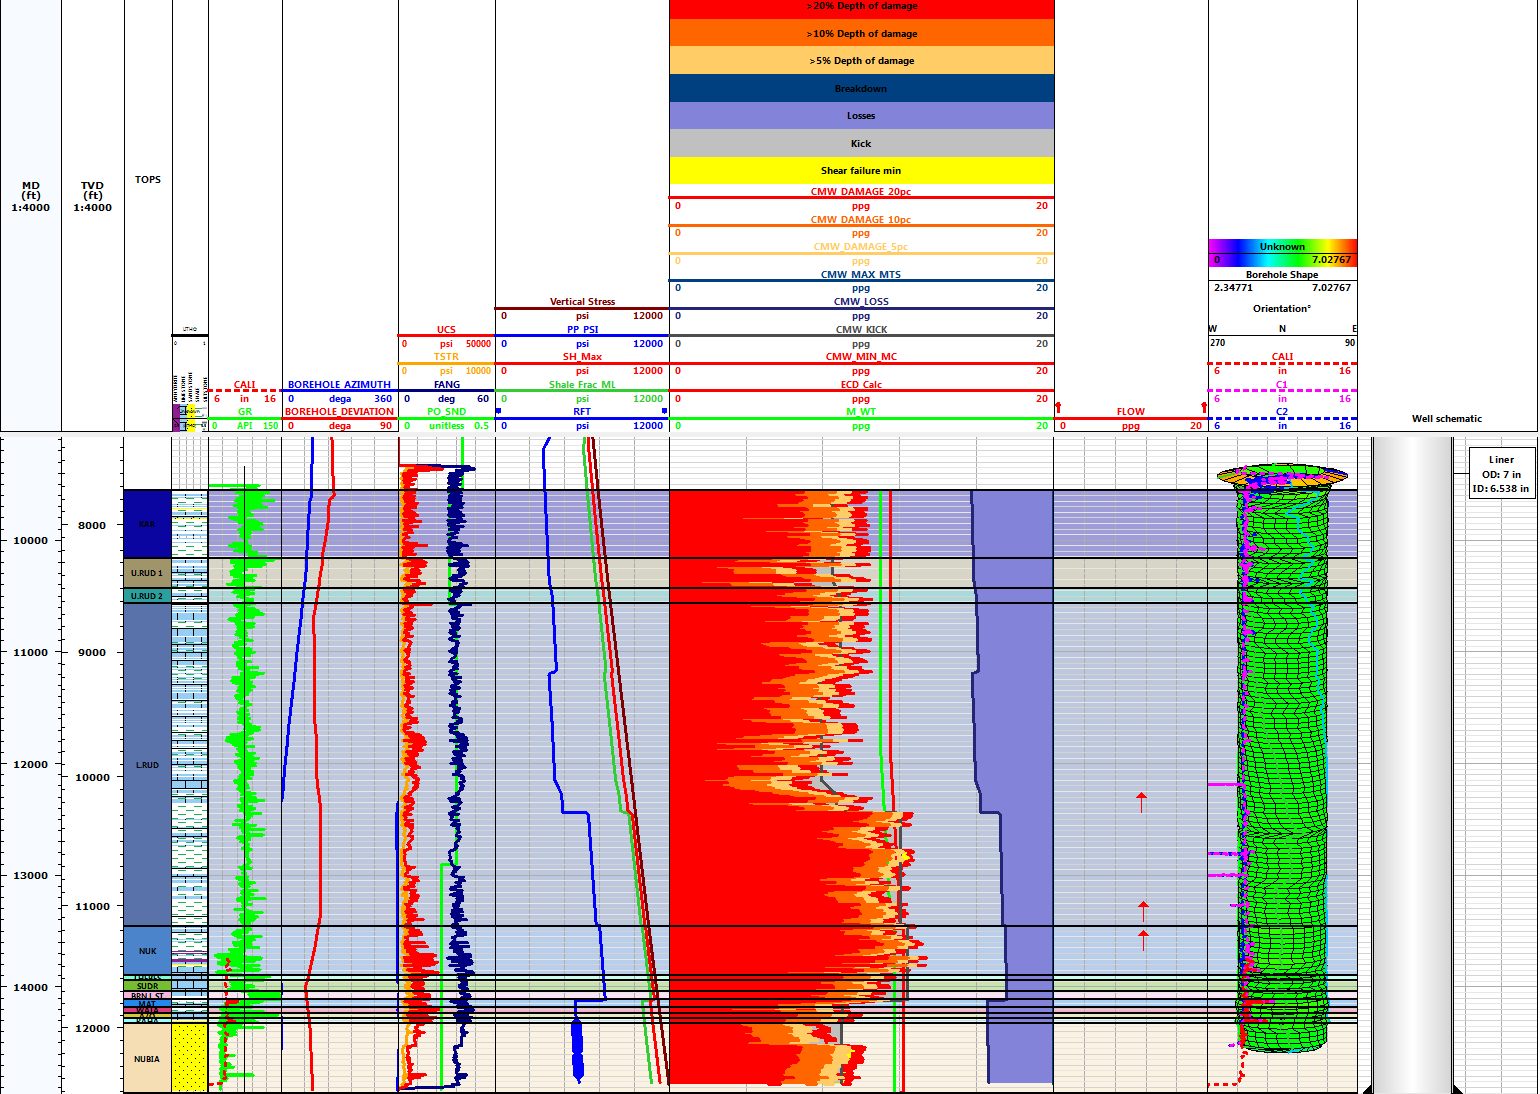 >20% Depth of damage
>10% Depth of damage
>5% Depth of damage
Breakdown
Losses
Kick
Shear failure min
MD
(ft)
1:4000
TVD
(ft)
1:4000
TOPS
LITHO
0 1
CALI
6 in 16
GR
0 API 150
BOREHOLE_AZIMUTH
0 dega 360
BOREHOLE_DEVIATION
0 dega 90
UCS
0 psi 50000
TSTR
0 psi 10000
FANG
0 deg 60
PO_SND
0 unitless 0.5
Vertical Stress
0 psi 12000
PP_PSI
0 psi 12000
SH_Max
0 psi 12000
Shale_Frac_ML
0 psi 12000
RFT
0 psi 12000
CMW_DAMAGE_20pc
0 ppg 20
CMW_DAMAGE_10pc
0 ppg 20
CMW_DAMAGE_5pc
0 ppg 20
CMW_MAX_MTS
0 ppg 20
CMW_LOSS
0 ppg 20
CMW_KICK
0 ppg 20
CMW_MIN_MC
0 ppg 20
ECD_Calc
0 ppg 20
M_WT
0 ppg 20
FLOW
0 ppg 20
Unknown
0 7.02767
Borehole Shape
2.34771 7.02767
Orientation°
W N E
270 90
CALI
6 in 16
C1
6 in 16
C2
6 in 16
Well schematic
Liner
OD: 7 in
ID: 6.538 in
8000
10000
U.RUD 1
U.RUD 2
11000 9000
L.RUD
12000
10000
13000
11000
NUK
SUDR
14000
BRN LST
MAT
12000
NUBIA